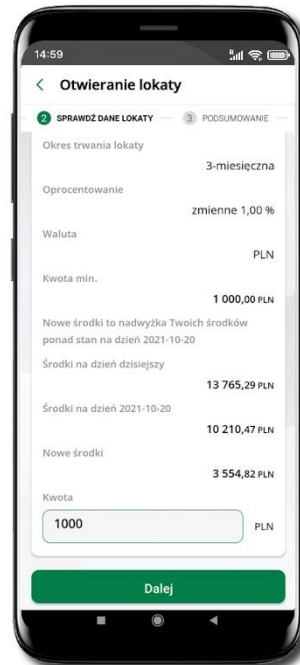 14:59
Otwieranie lokaty
2 SPRAWDŹ DANE LOKATY 3 PODSUMOWANIE
Okres trwania lokaty
3-miesięczna
Oprocentowanie
zmienne 1,00 %
Waluta
PLN
Kwota min.
1 000,00 PLN
Nowe środki to nadwyżka Twoich środków
ponad stan na dzień 2021-10-20
Środki na dzień dzisiejszy
13 765,29 PLN
Środki na dzień 2021-10-20
10 210,47 PLN
Nowe środki
3 554,82 PLN
Kwota
1000 PLN
Dalej